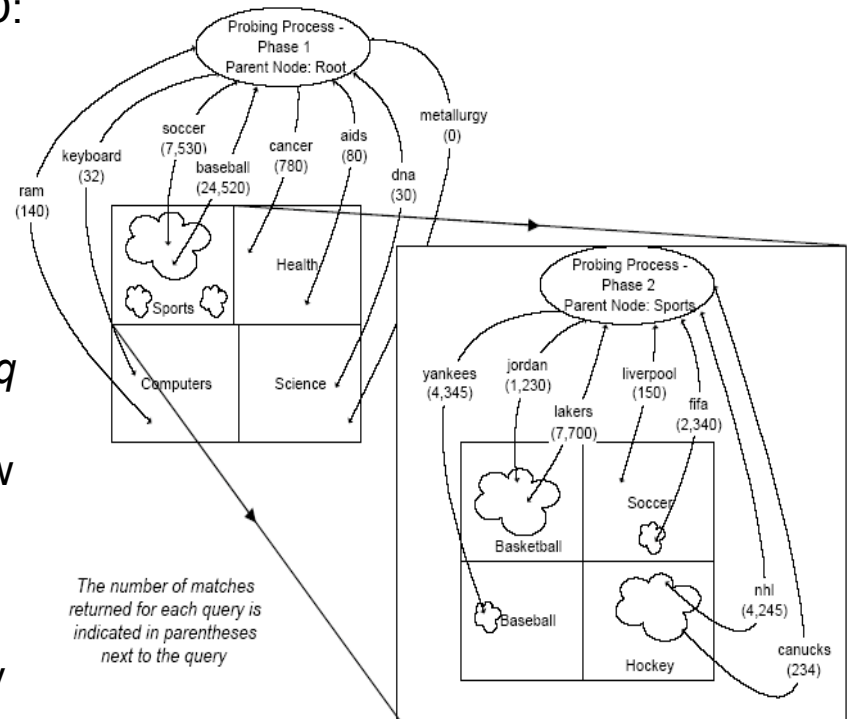 o:
Probing Process -
Phase 1
Parent Node: Root
metallurgy
(0)
soccer
(7,530)
cancer
(780)
aids
(80)
keyboard
(32)
baseball
(24,520)
dna
(30)
ram
(140)
Health
Sports
Computers
Science
q
w
y
Probing Process -
Phase 2
Parent Node: Sports
yankees
(4,345)
jordan
(1,230)
liverpool
(150)
fifa
(2,340)
lakers
(7,700)
Soccer
Basketball
Baseball
Hockey
nhl
(4,245)
canucks
(234)
The number of matches
returned for each query is
indicated in parentheses
next to the query